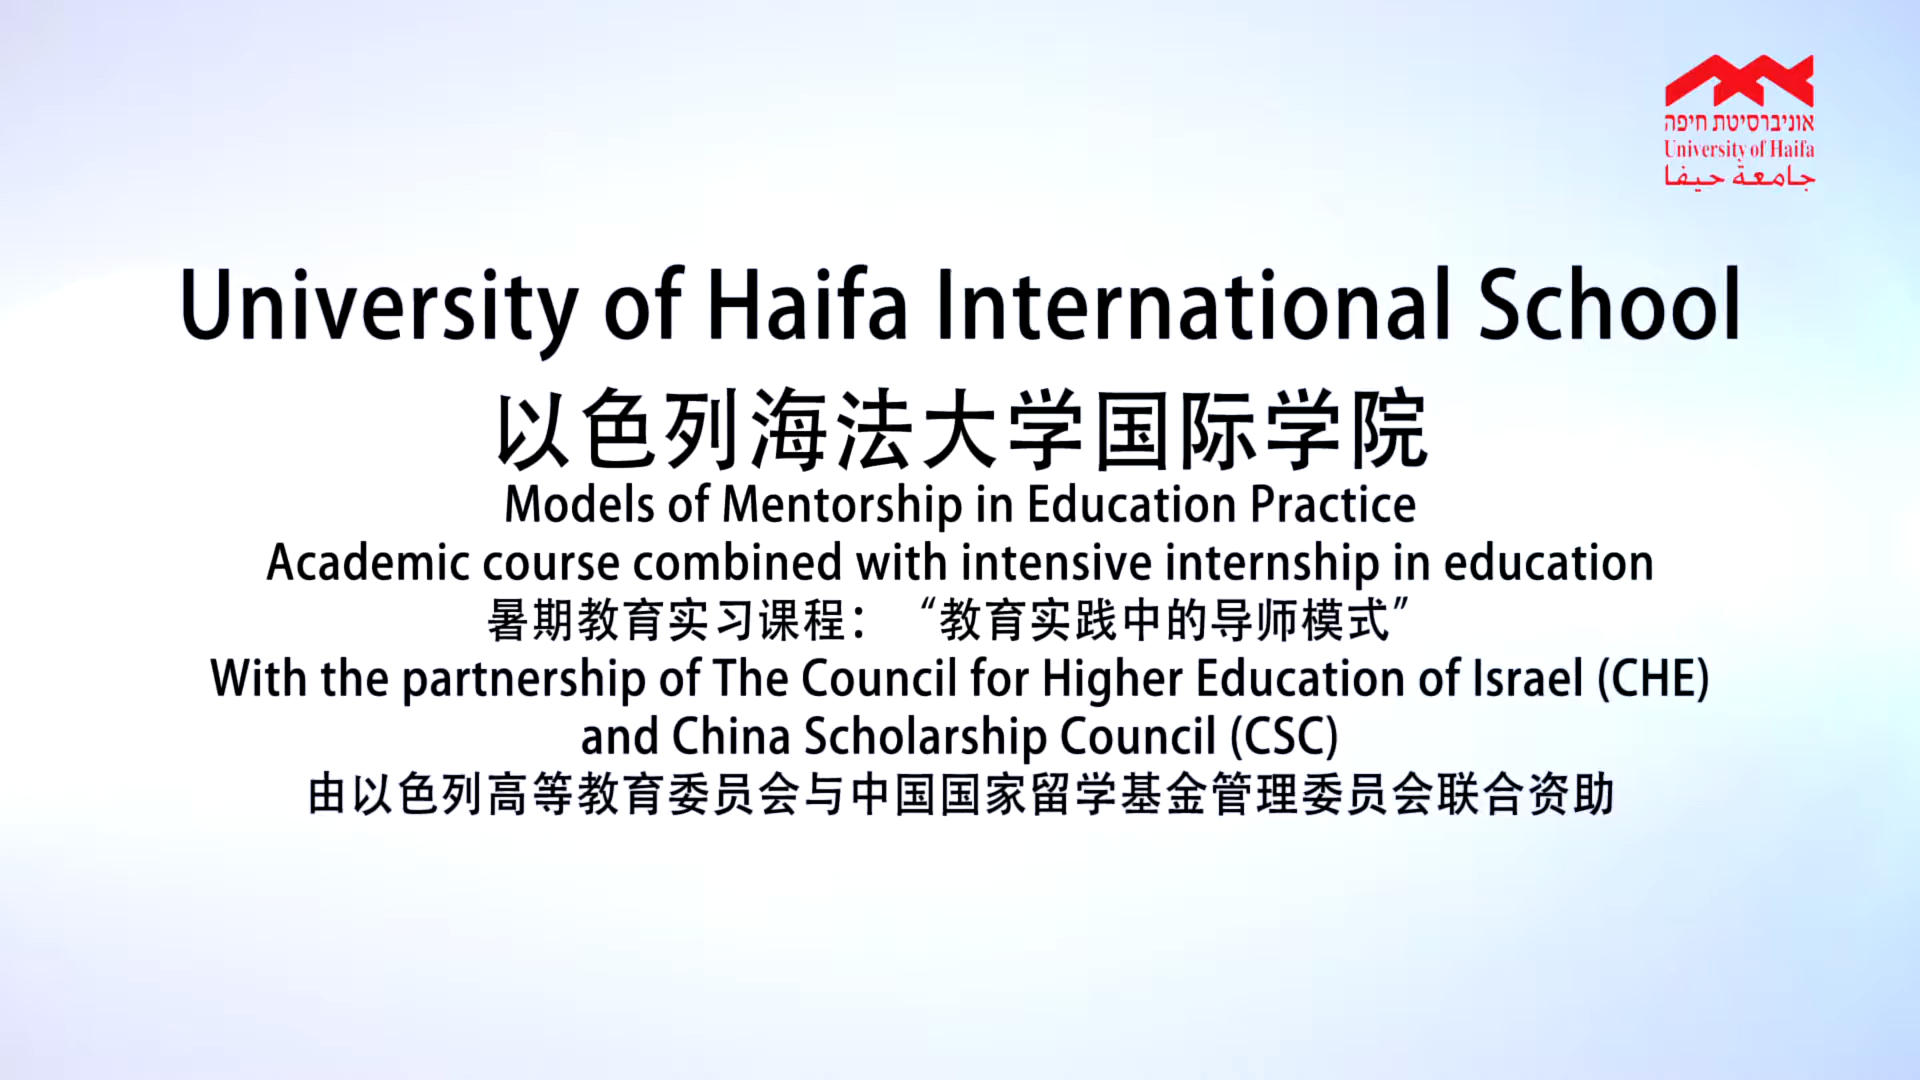 אוניברסיטת חיפה
University of Haifa
جامعة حيفا
University of Haifa International School
以色列海法大学国际学院
Models of Mentorship in Education Practice
Academic course combined with intensive internship in education
暑期教育实习课程：“教育实践中的导师模式”
With the partnership of The Council for Higher Education of Israel (CHE)
and China Scholarship Council (CSC)
由以色列高等教育委员会与中国国家留学基金管理委员会联合资助